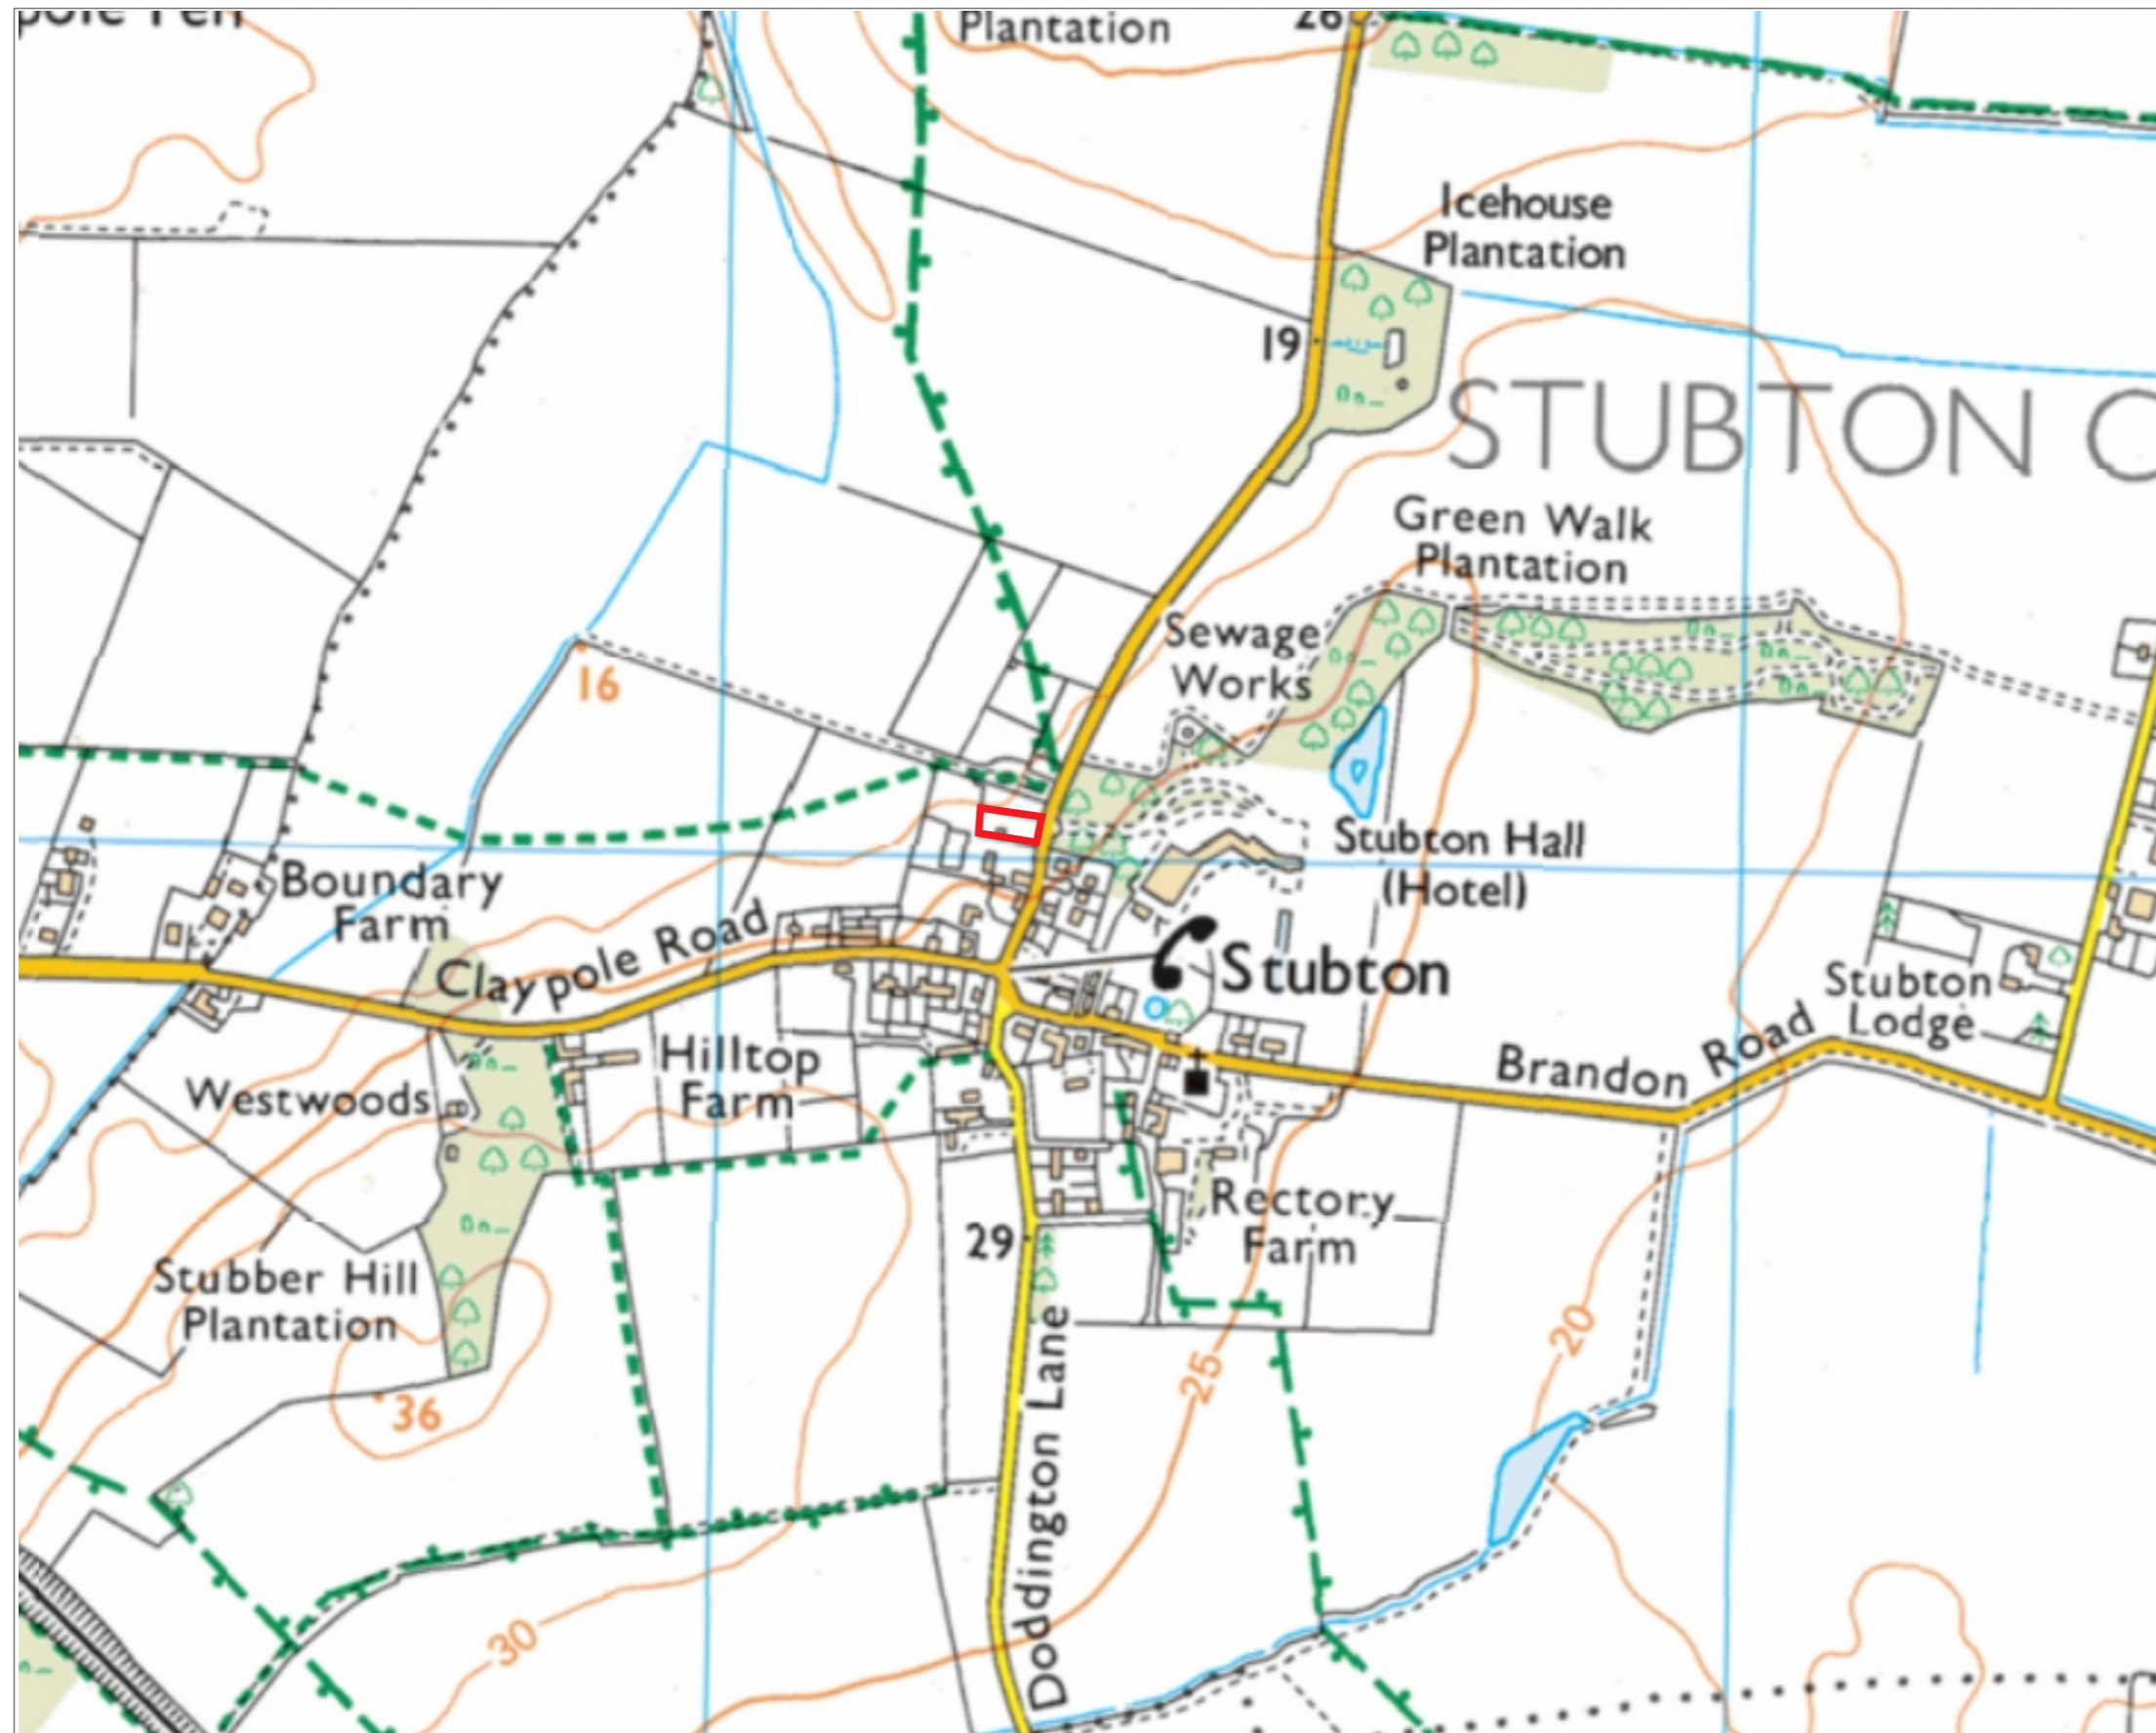 Plantation
26
Icehouse
Plantation
19
STUBTON
Green Walk
Plantation
Sewage
Works
16
Stubton Hall
(Hotel)
Boundary
Farm
Claypole Road
Stubton
Stubton
Lodge
Brandon Road
Hilltop
Farm
Westwoods
Rectory
Farm
29
Stubber Hill
Plantation
20
25
36
Doddington Lane
30